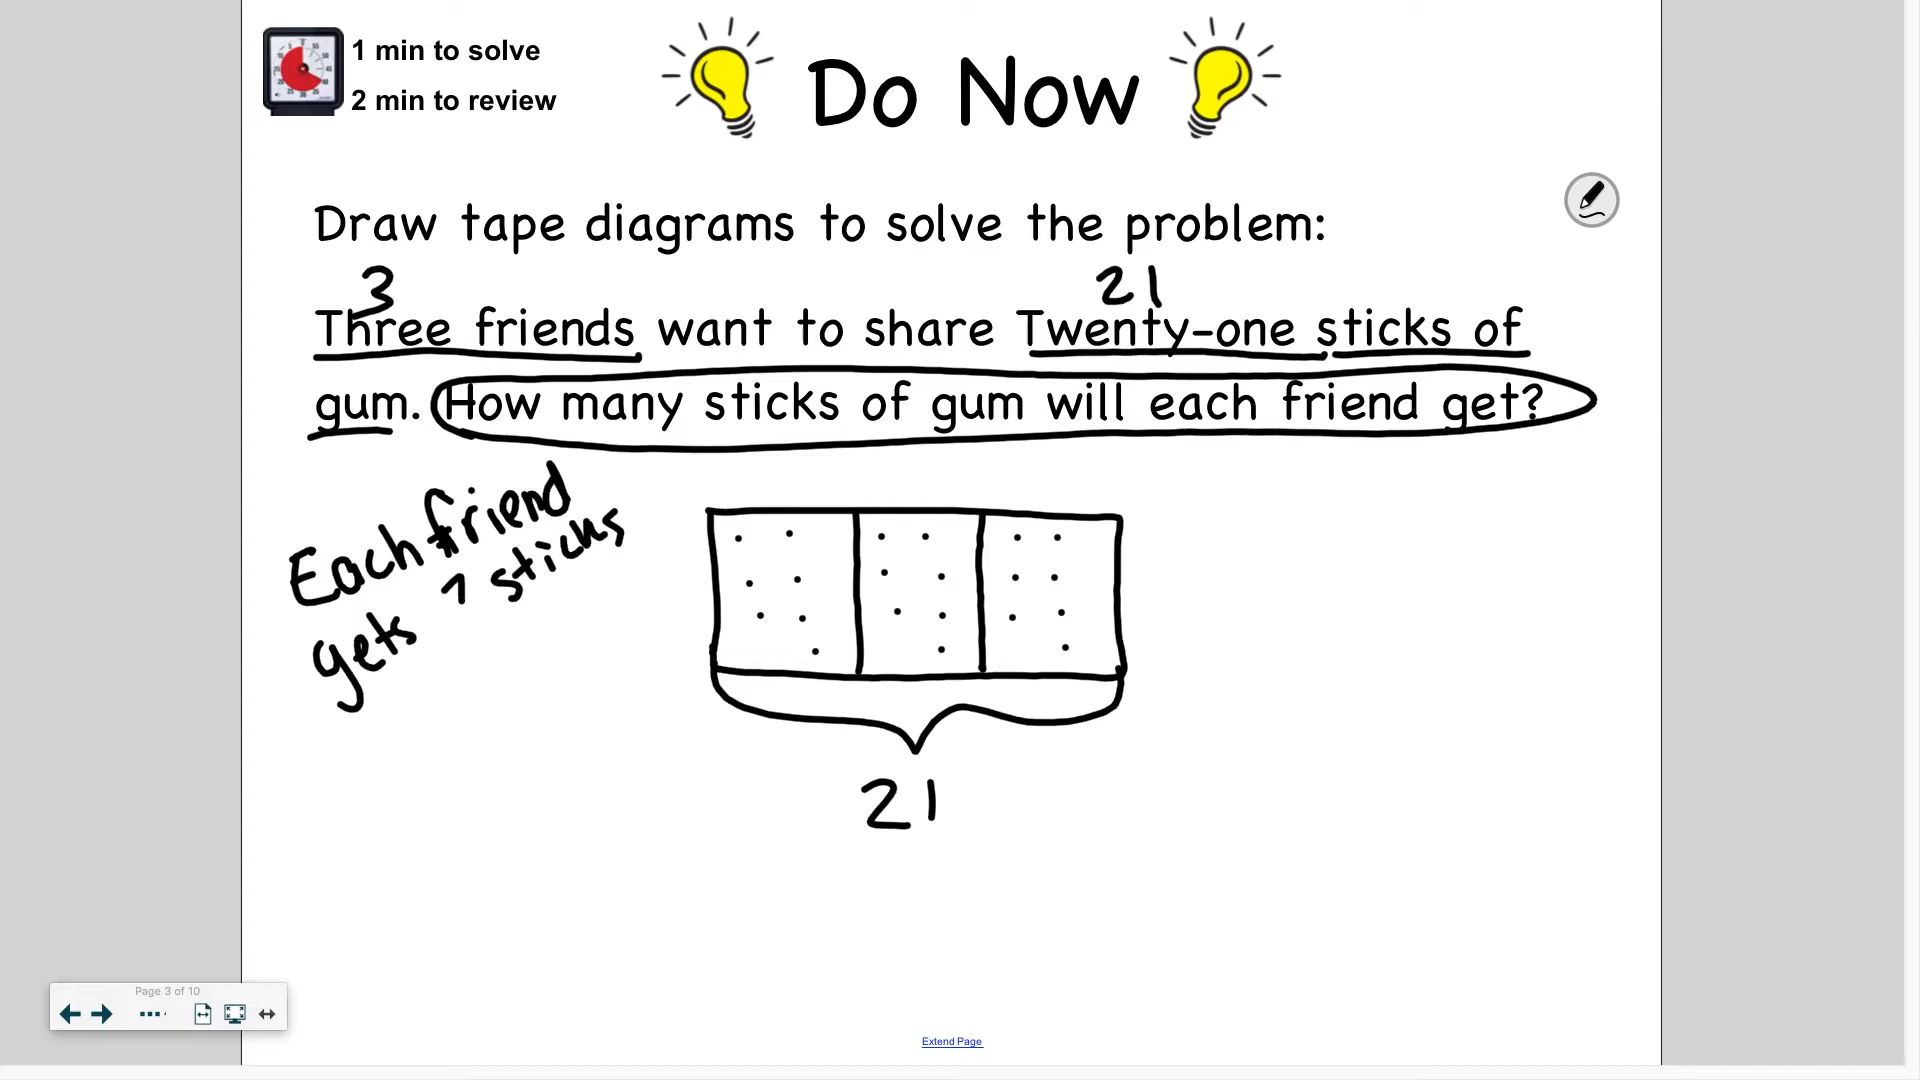 1 min to solve
2 min to review
Do Now
Draw tape diagrams to solve the problem:
3 21
Three friends want to share Twenty-one sticks of
gum. How many sticks of gum will each friend get?
Each friend
gets 7 sticks
21
Page 3 of 10
Extend Page